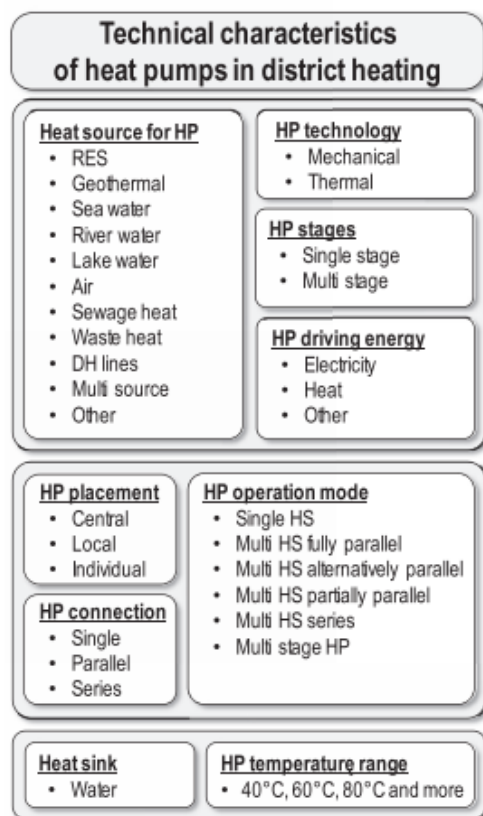 Technical characteristics
of heat pumps in district heating
Heat source for HP
• RES
• Geothermal
• Sea water
• River water
• Lake water
• Air
• Sewage heat
• Waste heat
• DH lines
• Multi source
• Other
HP technology
• Mechanical
• Thermal
HP stages
• Single stage
• Multi stage
HP driving energy
• Electricity
• Heat
• Other
HP placement
• Central
• Local
• Individual
HP connection
• Single
• Parallel
• Series
HP operation mode
• Single HS
• Multi HS fully parallel
• Multi HS alternatively parallel
• Multi HS partially parallel
• Multi HS series
• Multi stage HP
Heat sink
• Water
HP temperature range
• 40°C, 60°C, 80°C and more